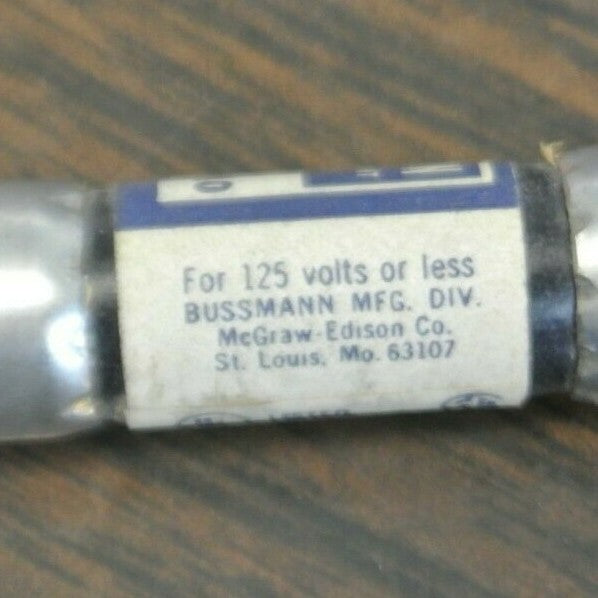 For 125 volts or less
BUSSMANN MFG. DIV.
McGraw-Edison Co.
St. Louis, Mo. 63107